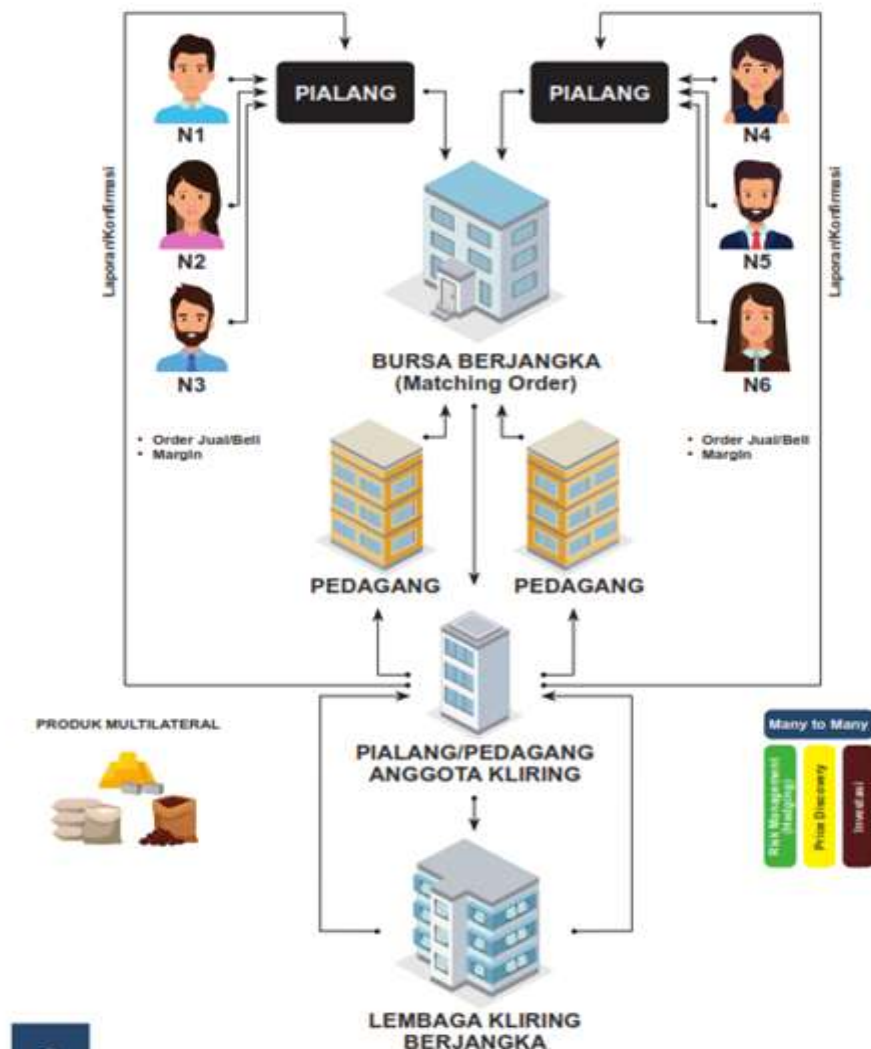 PIALANG
PIALANG
N1
N4
Laporan/Konfirmasi
Laporan/Konfirmasi
N2
N5
N3
N6
BURSA BERJANGKA
(Matching Order)
• Order Jual/Beli
• Margin
• Order Jual/Beli
• Margin
PEDAGANG
PEDAGANG
PRODUK MULTILATERAL
PIALANG/PEDAGANG
ANGGOTA KLIRING
Many to Many
Risk Management
(Hedging)
Price Discovery
Investasi
LEMBAGA KLIRING
BERJANGKA